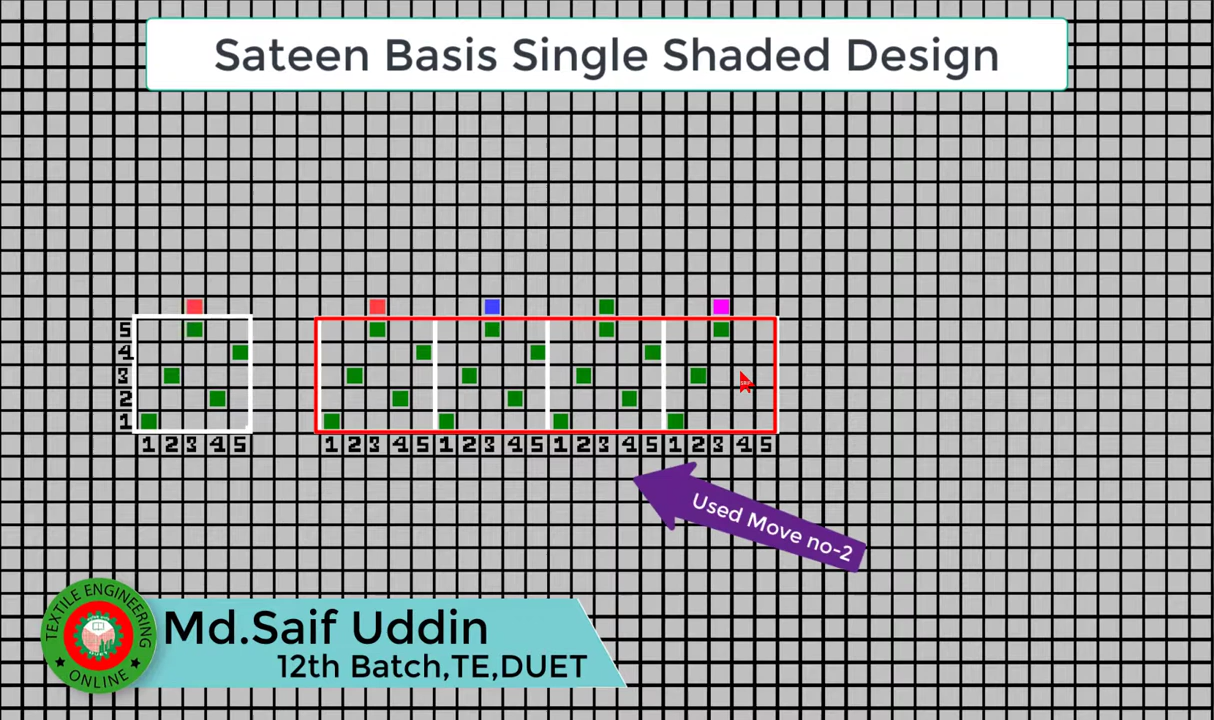 Sateen Basis Single Shaded Design
5
4
3
2
1
1 2 3 4 5
1 2 3 4 5 1 2 3 4 5 1 2 3 4 5 1 2 3 4 5
Used Move no-2
TEXTILE ENGINEERING
ONLINE
Md.Saif Uddin
12th Batch,TE,DUET